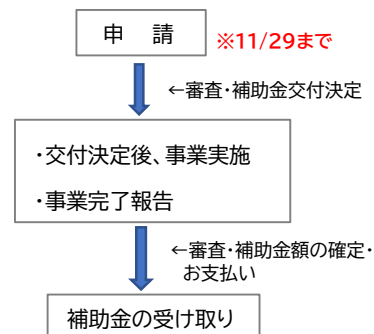 申　請
※11/29まで
←審査・補助金交付決定
・交付決定後、事業実施
・事業完了報告
←審査・補助金額の確定・
お支払い
補助金の受け取り